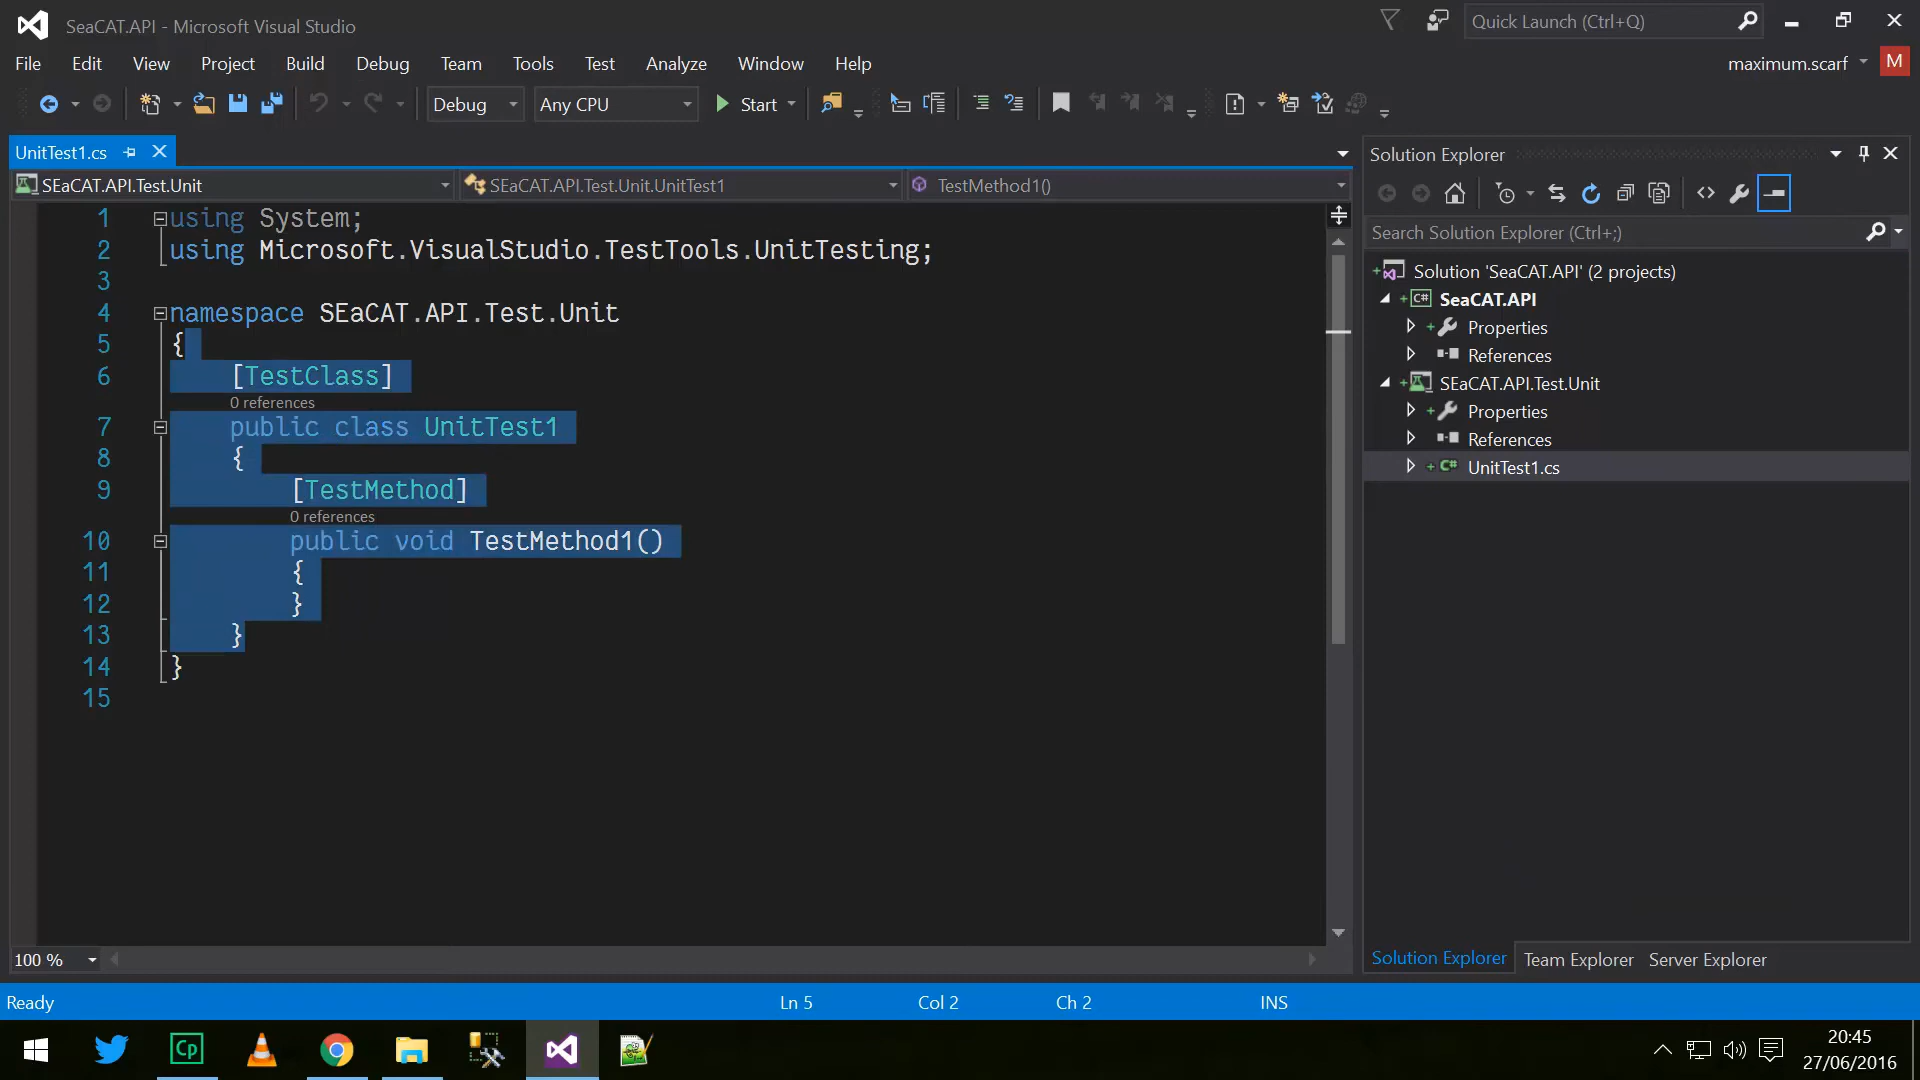 SeaCAT.API - Microsoft Visual Studio
Quick Launch (Ctrl+Q)
File Edit View Project Build Debug Team Tools Test Analyze Window Help
maximum.scarf M
Debug Any CPU Start
UnitTest1.cs
SEaCAT.API.Test.Unit SEaCAT.API.Test.Unit.UnitTest1 TestMethod1()
1 using System;
2 using Microsoft.VisualStudio.TestTools.UnitTesting;
3
4 namespace SEaCAT.API.Test.Unit
5 {
6 [TestClass]
0 references
7 public class UnitTest1
8 {
9 [TestMethod]
0 references
10 public void TestMethod1()
11 {
12 }
13 }
14 }
15
100 %
Solution Explorer
Search Solution Explorer (Ctrl+;)
Solution 'SeaCAT.API' (2 projects)
C# SeaCAT.API
Properties
References
SEaCAT.API.Test.Unit
Properties
References
C# UnitTest1.cs
Solution Explorer Team Explorer Server Explorer
Ready Ln 5 Col 2 Ch 2 INS
Cp
20:45
27/06/2016